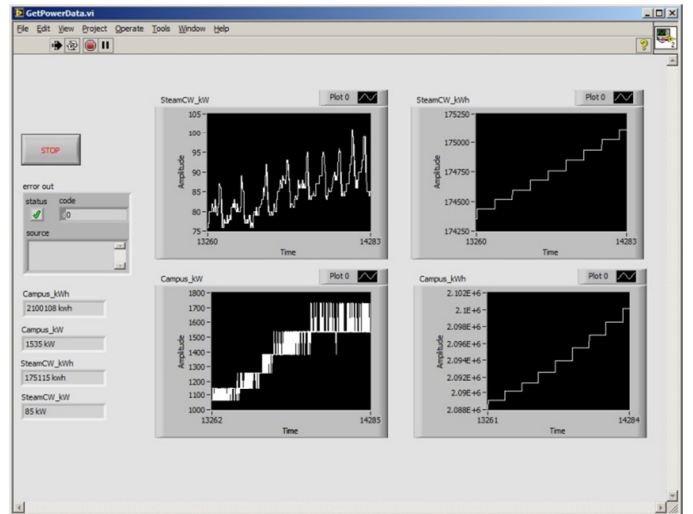 GetPowerData.vi
File Edit View Project Operate Tools Window Help
?
2
STOP
error out
status code
0
source
Campus_kWh
2100108 kwh
Campus_kW
1535 kW
SteamCW_kWh
175115 kwh
SteamCW_kW
85 kW
SteamCW_kW
Plot 0
Amplitude
105
100
95
90
85
80
75
13260
14283
Time
SteamCW_kWh
Plot 0
Amplitude
175250
175000
174750
174500
174250
13260
14283
Time
Campus_kW
Plot 0
Amplitude
1800
1700
1600
1500
1400
1300
1200
1100
1000
13262
14285
Time
Campus_kWh
Plot 0
Amplitude
2.102E+6
2.1E+6
2.098E+6
2.096E+6
2.094E+6
2.092E+6
2.09E+6
2.088E+6
13261
14284
Time